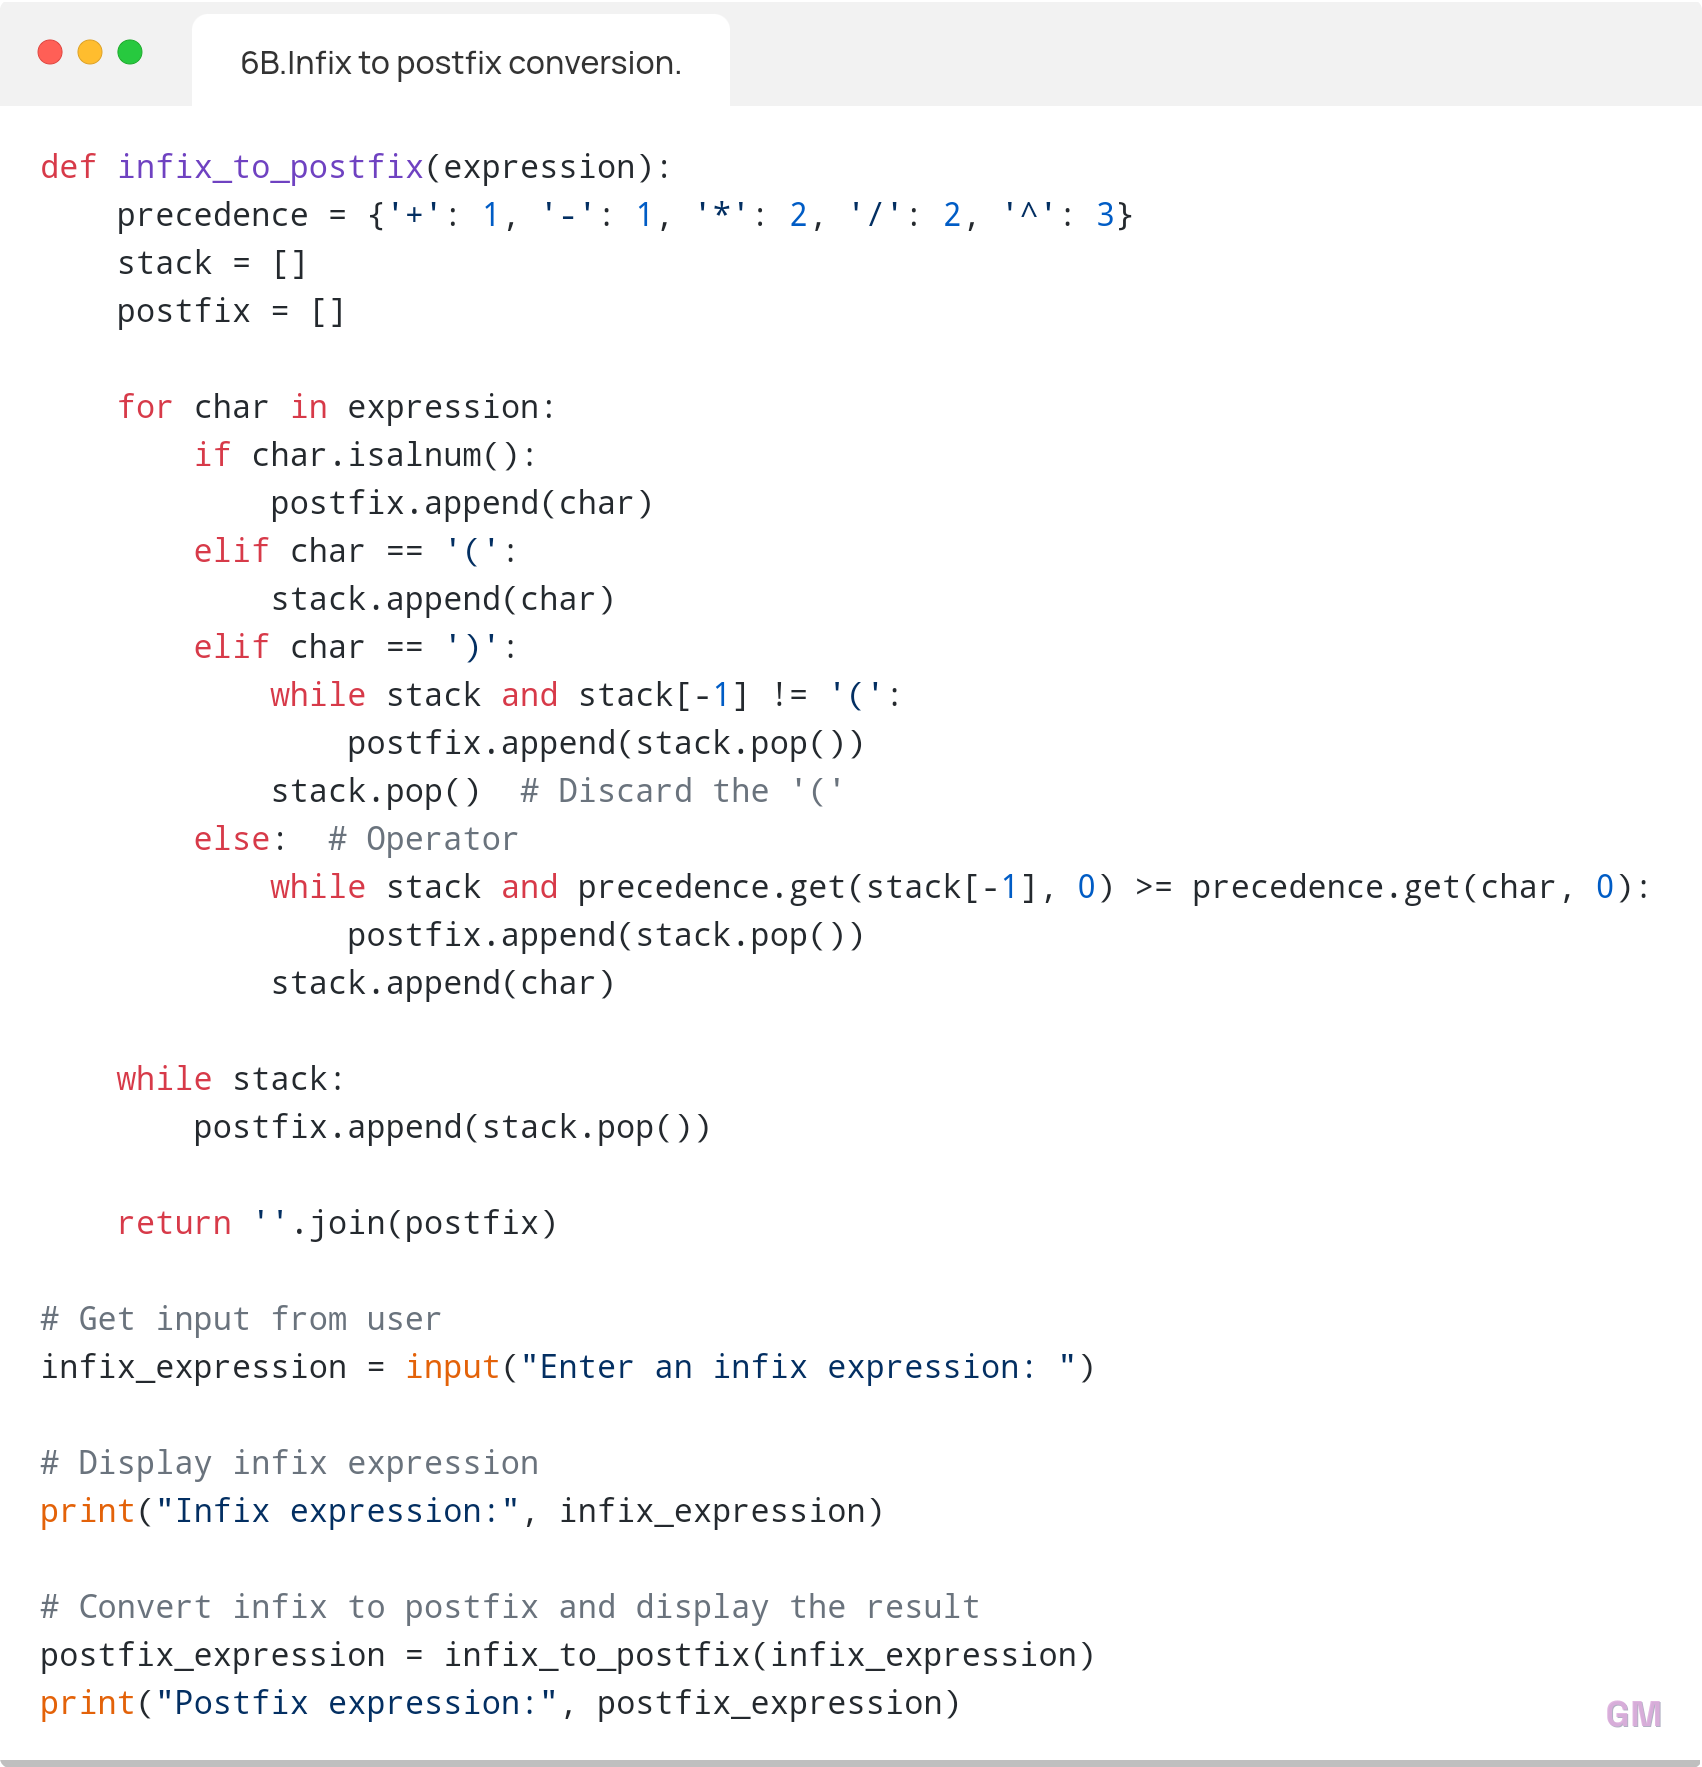 6B.Infix to postfix conversion.
def infix_to_postfix(expression):
    precedence = {'+': 1, '-': 1, '*': 2, '/': 2, '^': 3}
    stack = []
    postfix = []

    for char in expression:
        if char.isalnum():
            postfix.append(char)
        elif char == '(':
            stack.append(char)
        elif char == ')':
            while stack and stack[-1] != '(':
                postfix.append(stack.pop())
            stack.pop()  # Discard the '('
        else:  # Operator
            while stack and precedence.get(stack[-1], 0) >= precedence.get(char, 0):
                postfix.append(stack.pop())
            stack.append(char)

    while stack:
        postfix.append(stack.pop())

    return ''.join(postfix)

# Get input from user
infix_expression = input("Enter an infix expression: ")

# Display infix expression
print("Infix expression:", infix_expression)

# Convert infix to postfix and display the result
postfix_expression = infix_to_postfix(infix_expression)
print("Postfix expression:", postfix_expression)
GM